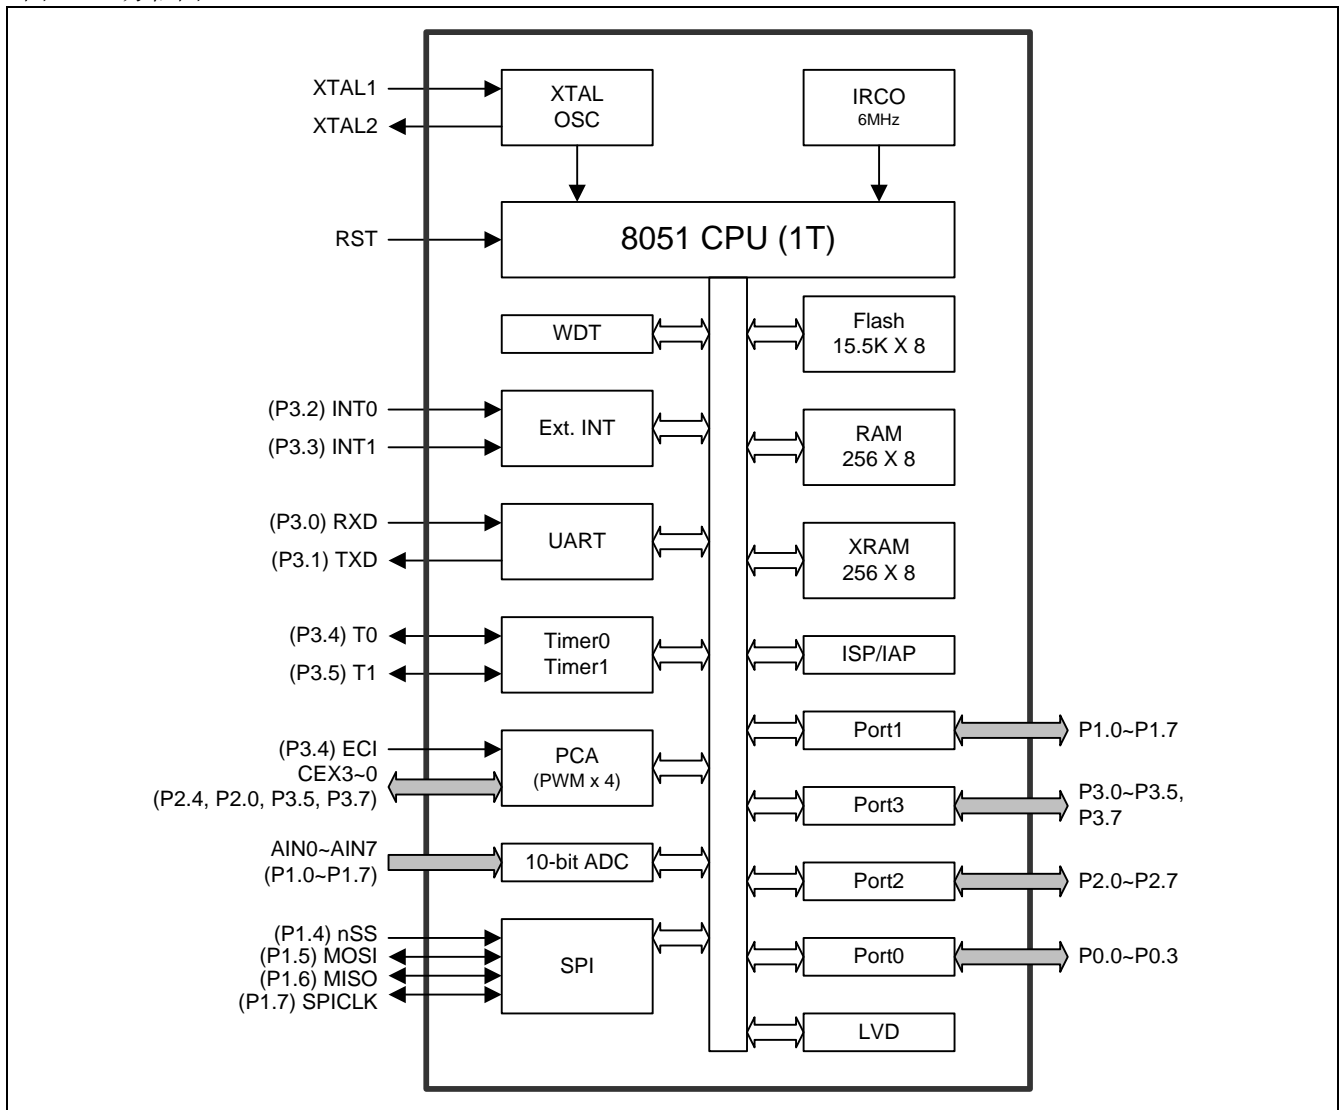 XTAL1
XTAL2
XTAL
OSC
IRCO
6MHz
RST
8051 CPU (1T)
WDT
Flash
15.5K X 8
(P3.2) INT0
(P3.3) INT1
Ext. INT
RAM
256 X 8
(P3.0) RXD
(P3.1) TXD
UART
XRAM
256 X 8
(P3.4) T0
(P3.5) T1
Timer0
Timer1
ISP/IAP
Port1
P1.0~P1.7
(P3.4) ECI
CEX3~0
(P2.4, P2.0, P3.5, P3.7)
PCA
(PWM x 4)
Port3
P3.0~P3.5,
P3.7
AIN0~AIN7
(P1.0~P1.7)
10-bit ADC
Port2
P2.0~P2.7
(P1.4) nSS
(P1.5) MOSI
(P1.6) MISO
(P1.7) SPICLK
SPI
Port0
P0.0~P0.3
LVD